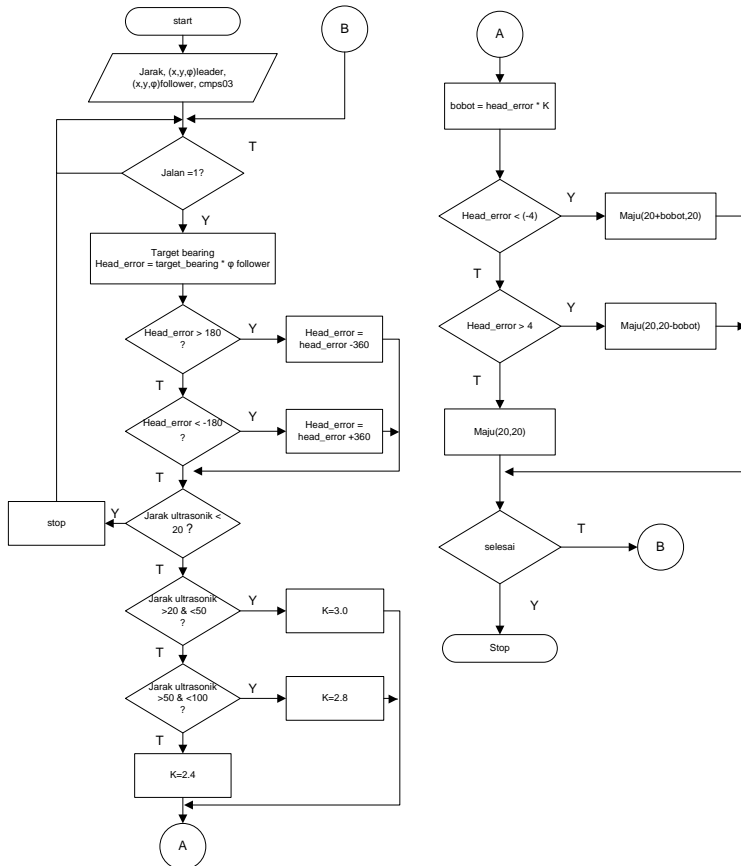 start
Jarak, (x,y,φ)leader,
(x,y,φ)follower, cmps03
B
T
Jalan =1?
Y
Target bearing
Head_error = target_bearing * φ follower
Head_error > 180
?
Y
Head_error =
head_error -360
T
Head_error < -180
?
Y
Head_error =
head_error +360
T
Jarak ultrasonik <
20 ?
Y
stop
T
Jarak ultrasonik
>20 & <50
?
Y
K=3.0
T
Jarak ultrasonik
>50 & <100
?
Y
K=2.8
T
K=2.4
A
A
bobot = head_error * K
Head_error < (-4)
Y
Maju(20+bobot,20)
T
Head_error > 4
Y
Maju(20,20-bobot)
T
Maju(20,20)
selesai
T
B
Y
Stop